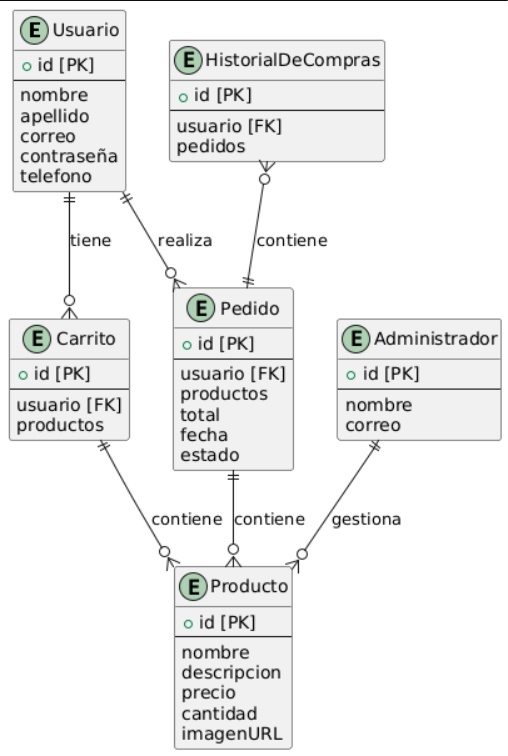 E Usuario
id [PK]
nombre
apellido
correo
contraseña
telefono
E HistorialDeCompras
id [PK]
usuario [FK]
pedidos
tiene
realiza
contiene
E Carrito
id [PK]
usuario [FK]
productos
E Pedido
id [PK]
usuario [FK]
productos
total
fecha
estado
E Administrador
id [PK]
nombre
correo
contiene
contiene
gestiona
E Producto
id [PK]
nombre
descripcion
precio
cantidad
imagenURL